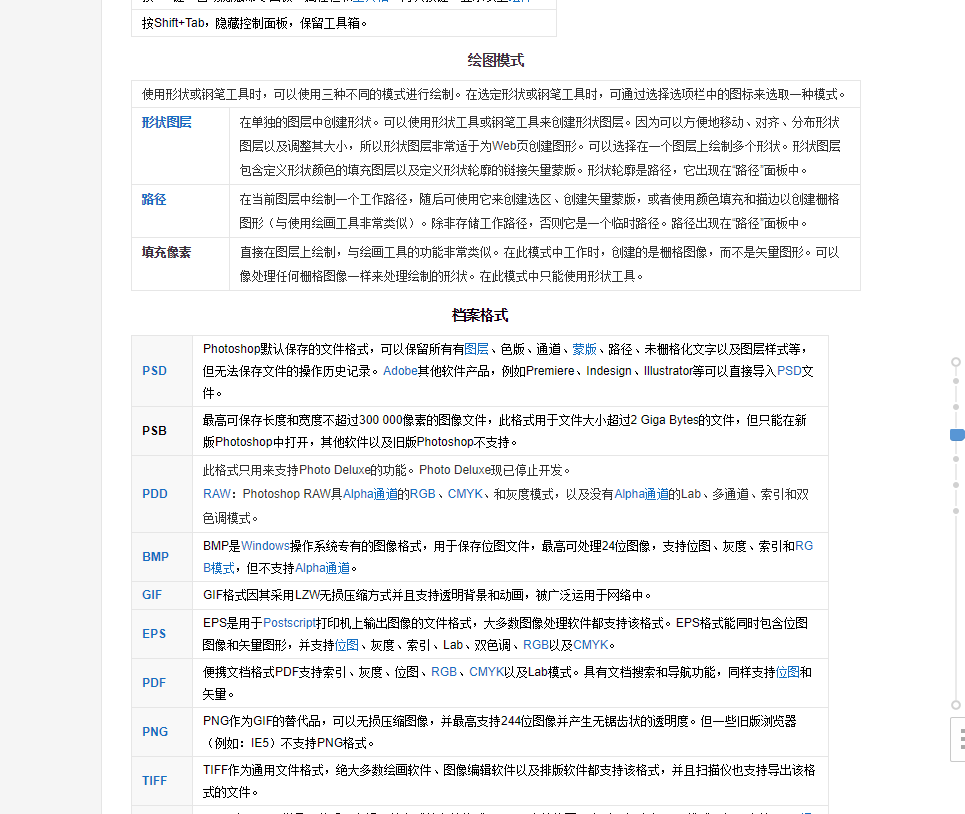 按Shift+Tab，隐藏控制面板，保留工具箱。
绘图模式
使用形状或钢笔工具时，可以使用三种不同的模式进行绘制。在选定形状或钢笔工具时，可通过选择选项栏中的图标来选取一种模式。
形状图层
在单独的图层中创建形状。可以使用形状工具或钢笔工具来创建形状图层。因为可以方便地移动、对齐、分布形状
图层以及调整其大小，所以形状图层非常适于为Web页创建图形。可以选择在一个图层上绘制多个形状。形状图层
包含定义形状颜色的填充图层以及定义形状轮廓的链接矢量蒙版。形状轮廓是路径，它出现在“路径”面板中。
路径
在当前图层中绘制一个工作路径，随后可使用它来创建选区、创建矢量蒙版，或者使用颜色填充和描边以创建栅格
图形（与使用绘画工具非常类似）。除非存储工作路径，否则它是一个临时路径。路径出现在“路径”面板中。
填充像素
直接在图层上绘制，与绘画工具的功能非常类似。在此模式中工作时，创建的是栅格图像，而不是矢量图形。可以
像处理任何栅格图像一样来处理绘制的形状。在此模式中只能使用形状工具。
档案格式
PSD
Photoshop默认保存的文件格式，可以保留所有有图层、色版、通道、蒙版、路径、未栅格化文字以及图层样式等，
但无法保存文件的操作历史记录。Adobe其他软件产品，例如Premiere、Indesign、Illustrator等可以直接导入PSD文
件。
PSB
最高可保存长度和宽度不超过300 000像素的图像文件，此格式用于文件大小超过2 Giga Bytes的文件，但只能在新
版Photoshop中打开，其他软件以及旧版Photoshop不支持。
PDD
此格式只用来支持Photo Deluxe的功能。Photo Deluxe现已停止开发。
RAW：Photoshop RAW具Alpha通道的RGB、CMYK、和灰度模式，以及没有Alpha通道的Lab、多通道、索引和双
色调模式。
BMP
BMP是Windows操作系统专有的图像格式，用于保存位图文件，最高可处理24位图像，支持位图、灰度、索引和RG
B模式，但不支持Alpha通道。
GIF
GIF格式因其采用LZW无损压缩方式并且支持透明背景和动画，被广泛运用于网络中。
EPS
EPS是用于Postscript打印机上输出图像的文件格式，大多数图像处理软件都支持该格式。EPS格式能同时包含位图
图像和矢量图形，并支持位图、灰度、索引、Lab、双色调、RGB以及CMYK。
PDF
便携文档格式PDF支持索引、灰度、位图、RGB、CMYK以及Lab模式。具有文档搜索和导航功能，同样支持位图和
矢量。
PNG
PNG作为GIF的替代品，可以无损压缩图像，并最高支持244位图像并产生无锯齿状的透明度。但一些旧版浏览器
（例如：IE5）不支持PNG格式。
TIFF
TIFF作为通用文件格式，绝大多数绘画软件、图像编辑软件以及排版软件都支持该格式，并且扫描仪也支持导出该格
式的文件。